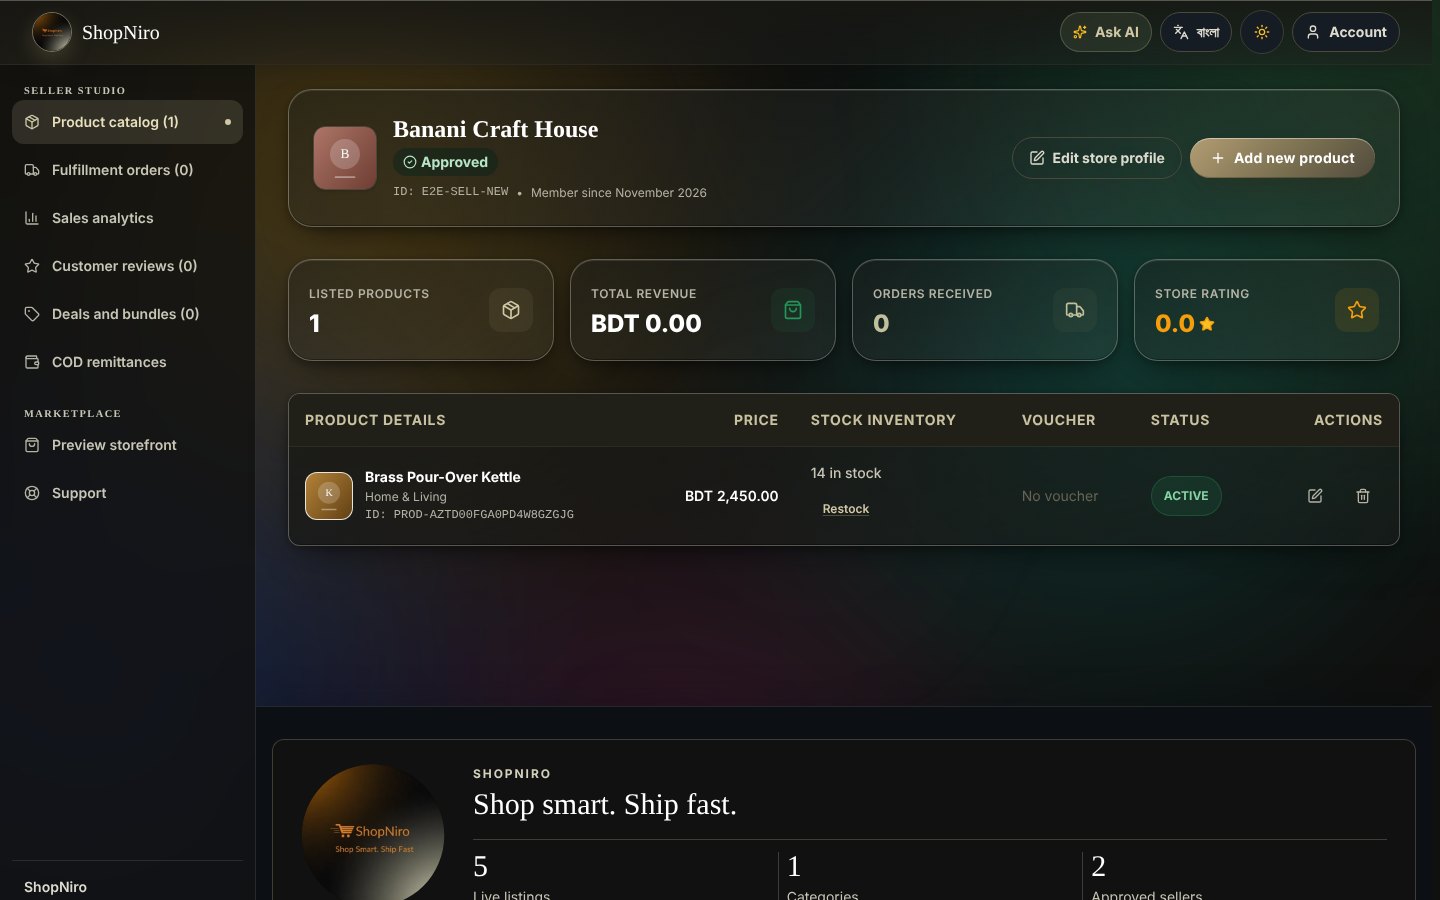 ShopNiro
Ask AI
বাংলা
Account
SELLER STUDIO
Product catalog (1)
Fulfillment orders (0)
Sales analytics
Customer reviews (0)
Deals and bundles (0)
COD remittances
MARKETPLACE
Preview storefront
Support
ShopNiro
B
Banani Craft House
Approved
ID: E2E-SELL-NEW • Member since November 2026
Edit store profile
Add new product
LISTED PRODUCTS
1
TOTAL REVENUE
BDT 0.00
ORDERS RECEIVED
0
STORE RATING
0.0
PRODUCT DETAILS PRICE STOCK INVENTORY VOUCHER STATUS ACTIONS
K
Brass Pour-Over Kettle
Home & Living
ID: PROD-AZTD00FGA0PD4W8GZGJG
BDT 2,450.00
14 in stock
Restock
No voucher
ACTIVE
ShopNiro
Shop Smart. Ship Fast
SHOPNIRO
Shop smart. Ship fast.
5
Live listings
1
Categories
2
Approved sellers